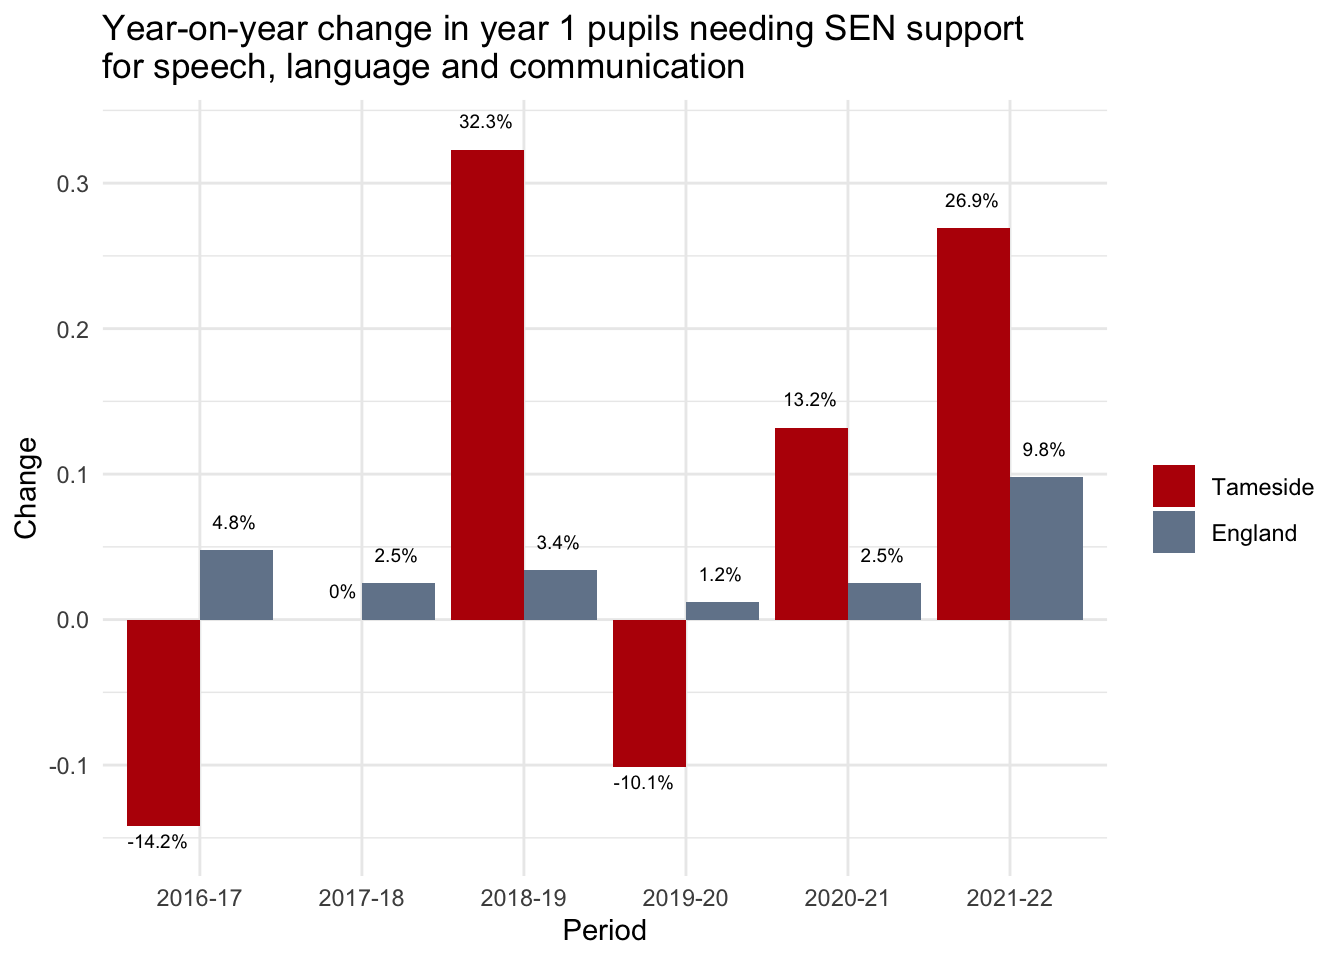 Year-on-year change in year 1 pupils needing SEN support
for speech, language and communication
32.3%
0.3
26.9%
0.2
13.2%
9.8%
0.1
4.8%
2.5%
3.4%
2.5%
0%
1.2%
0.0
-0.1
-10.1%
-14.2%
Change
Tameside
England
2016-17 2017-18 2018-19 2019-20 2020-21 2021-22
Period